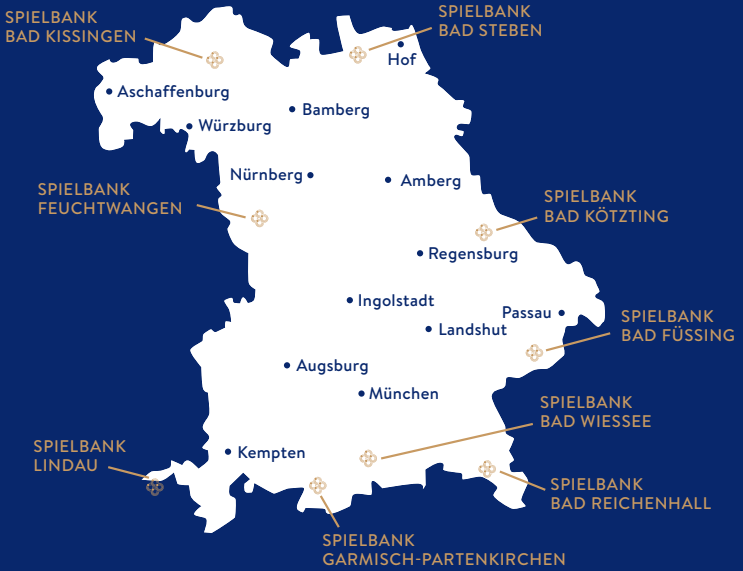 SPIELBANK
BAD KISSINGEN
SPIELBANK
BAD STEBEN
Hof
Aschaffenburg
Bamberg
Würzburg
Nürnberg
Amberg
SPIELBANK
FEUCHTWANGEN
SPIELBANK
BAD KÖTZTING
Regensburg
Ingolstadt
Passau
Landshut
SPIELBANK
BAD FÜSSING
Augsburg
München
SPIELBANK
BAD WIESSEE
SPIELBANK
LINDAU
Kempten
SPIELBANK
BAD REICHENHALL
SPIELBANK
GARMISCH-PARTENKIRCHEN